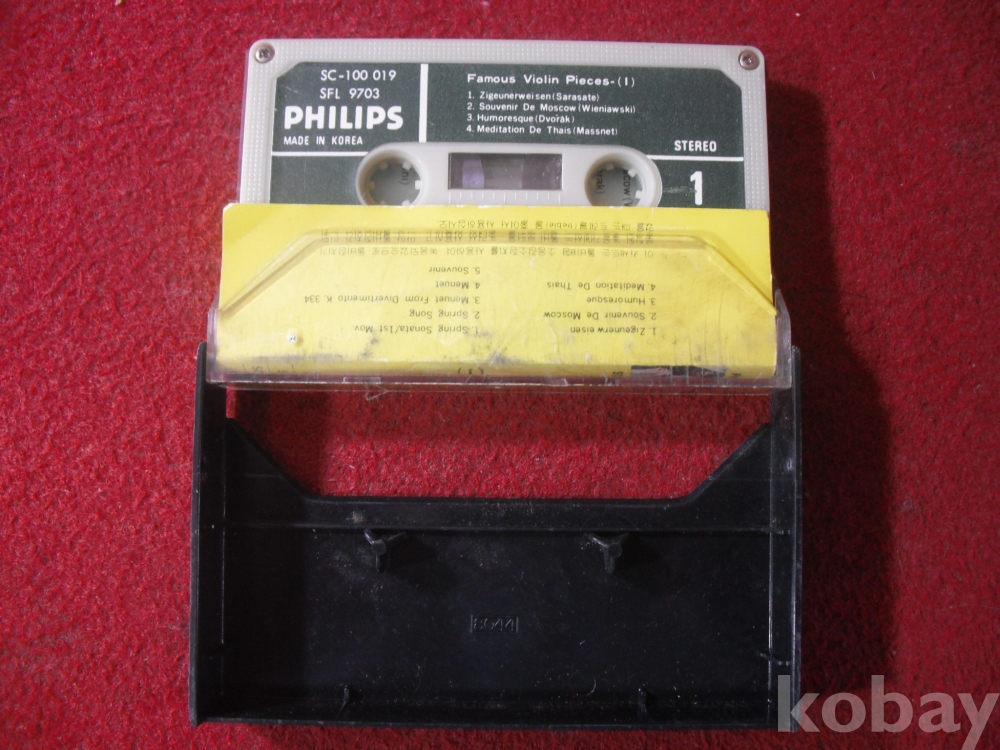 SC-100 019
SFL 9703
PHILIPS
MADE IN KOREA
Famous Violin Pieces-(I)
1. Zigeunerweisen(Sarasate)
2. Souvenir De Moscow(Wieniawski)
3. Humoresque(Dvořák)
4. Meditation De Thais(Massnet)
STEREO
1
1. Zigeunerweisen
2. Souvenir De Moscow
3. Humoresque
4. Meditation De Thais
1. Spring Sonata/1st Mov.
2. Spring Song
3. Menuet From Divertimento K. 334
4. Menuet
5. Souvenir
(I)
8044
kobay